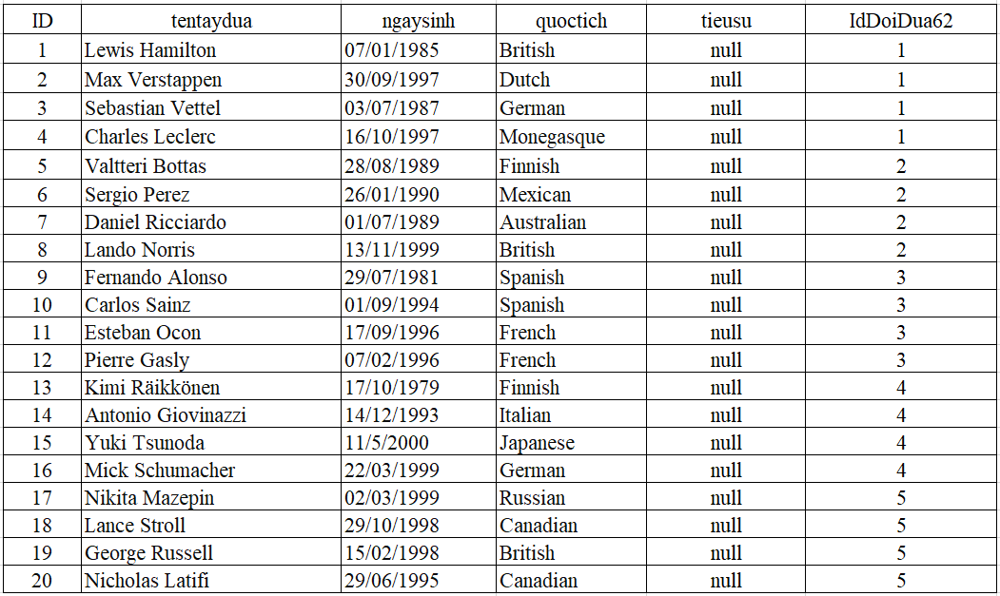 ID tentaydua ngaysinh quoctich tieusu IdDoiDua62
1 Lewis Hamilton 07/01/1985 British null 1
2 Max Verstappen 30/09/1997 Dutch null 1
3 Sebastian Vettel 03/07/1987 German null 1
4 Charles Leclerc 16/10/1997 Monegasque null 1
5 Valtteri Bottas 28/08/1989 Finnish null 2
6 Sergio Perez 26/01/1990 Mexican null 2
7 Daniel Ricciardo 01/07/1989 Australian null 2
8 Lando Norris 13/11/1999 British null 2
9 Fernando Alonso 29/07/1981 Spanish null 3
10 Carlos Sainz 01/09/1994 Spanish null 3
11 Esteban Ocon 17/09/1996 French null 3
12 Pierre Gasly 07/02/1996 French null 3
13 Kimi Räikkönen 17/10/1979 Finnish null 4
14 Antonio Giovinazzi 14/12/1993 Italian null 4
15 Yuki Tsunoda 11/5/2000 Japanese null 4
16 Mick Schumacher 22/03/1999 German null 4
17 Nikita Mazepin 02/03/1999 Russian null 5
18 Lance Stroll 29/10/1998 Canadian null 5
19 George Russell 15/02/1998 British null 5
20 Nicholas Latifi 29/06/1995 Canadian null 5